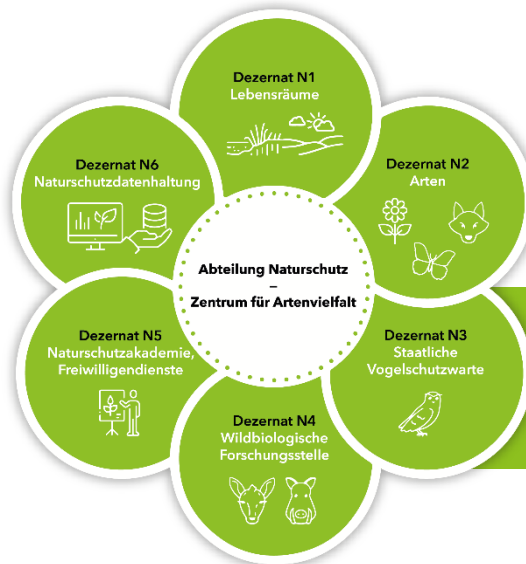 Dezernat N1
Lebensräume
Dezernat N2
Arten
Dezernat N3
Staatliche
Vogelschutzwarte
Dezernat N4
Wildbiologische
Forschungsstelle
Dezernat N5
Naturschutzakademie,
Freiwilligendienste
Dezernat N6
Naturschutzdatenhaltung
Abteilung Naturschutz
–
Zentrum für Artenvielfalt